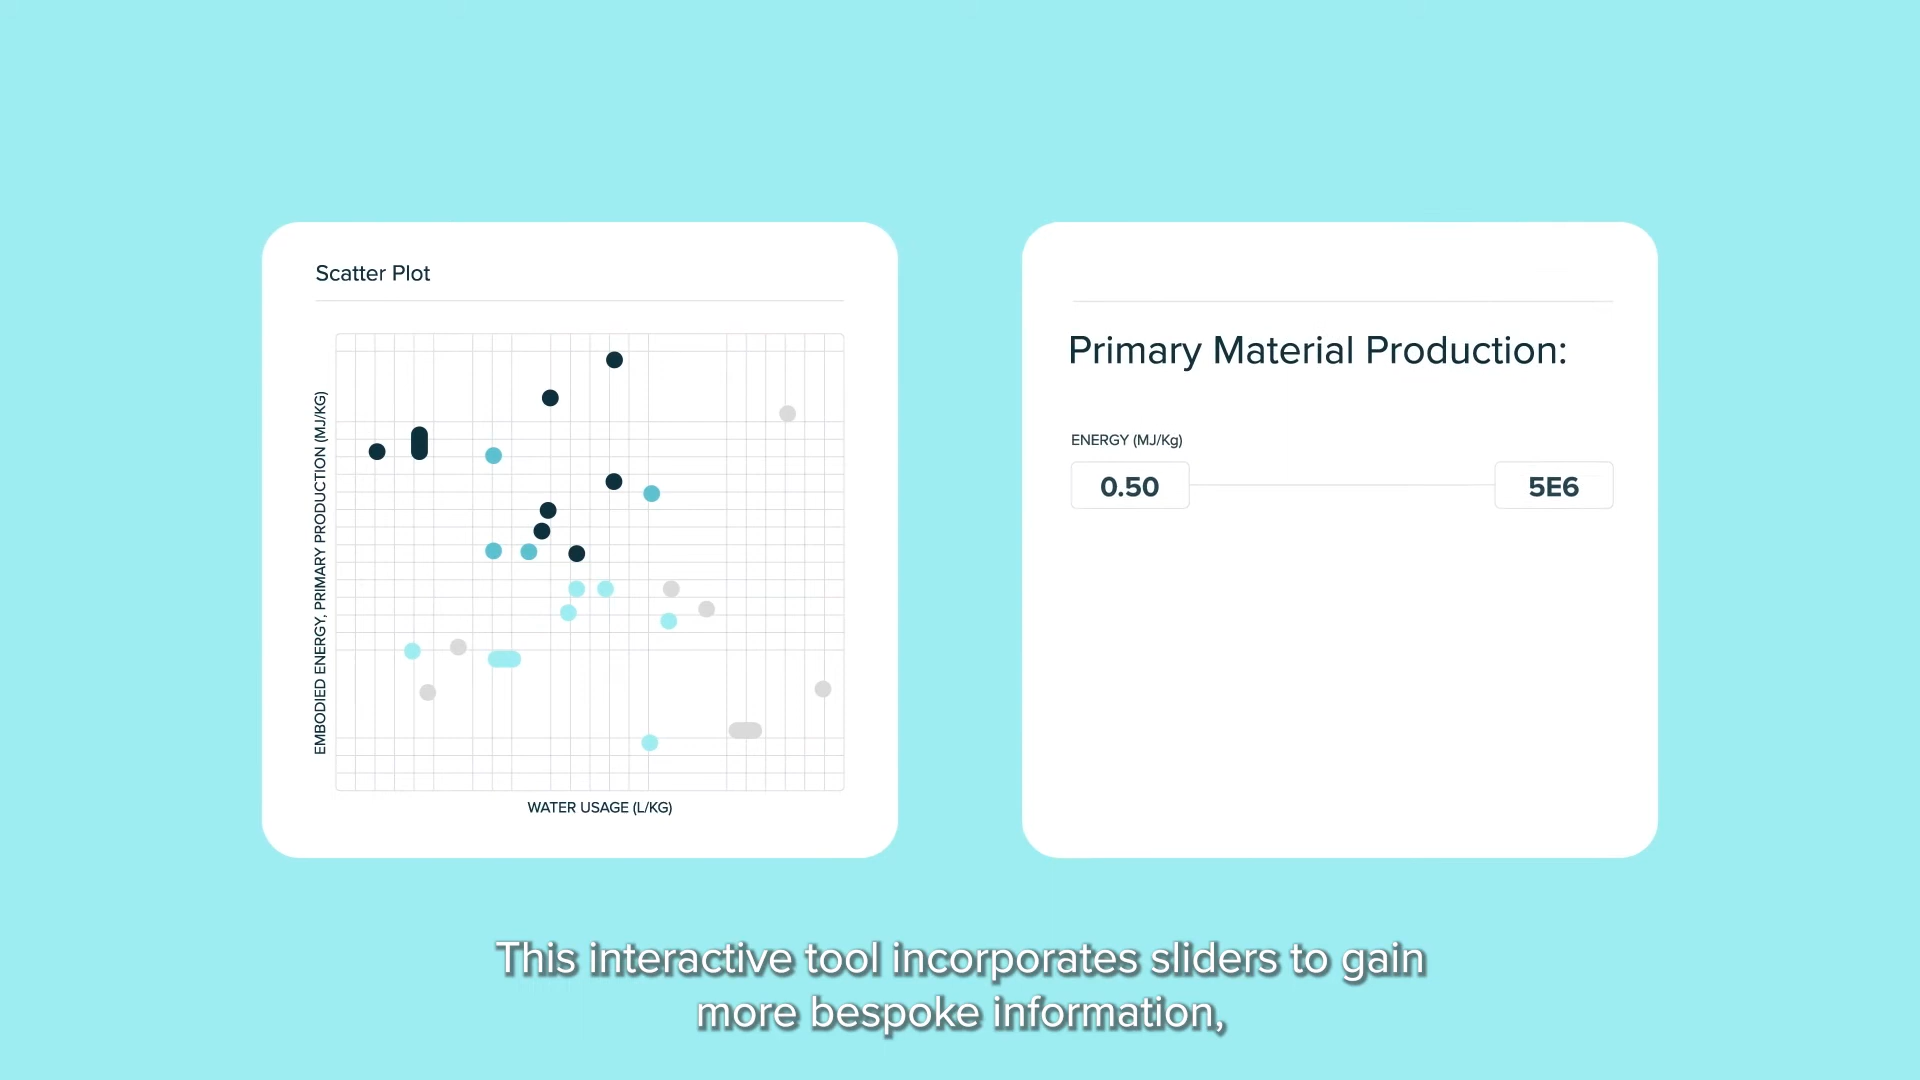 Scatter Plot
EMBODIED ENERGY, PRIMARY PRODUCTION (MJ/KG)
WATER USAGE (L/KG)
Primary Material Production:
ENERGY (MJ/Kg)
0.50
5E6
This interactive tool incorporates sliders to gain
more bespoke information,